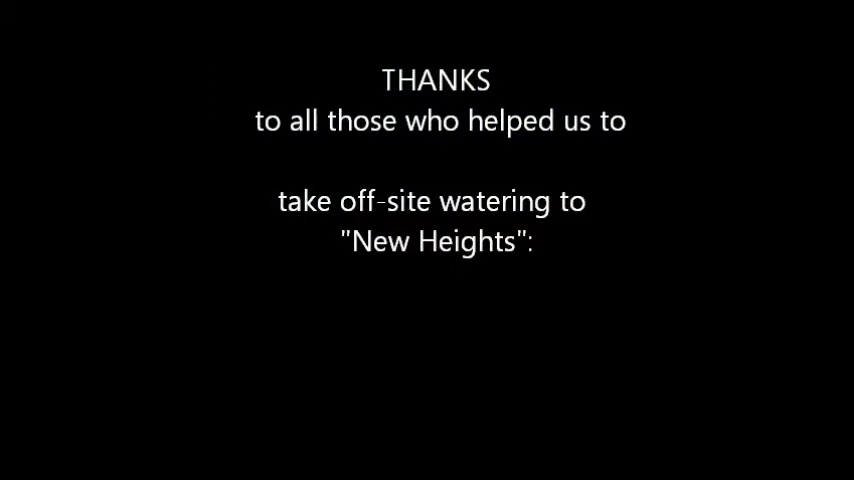 THANKS
to all those who helped us to
take off-site watering to
"New Heights":